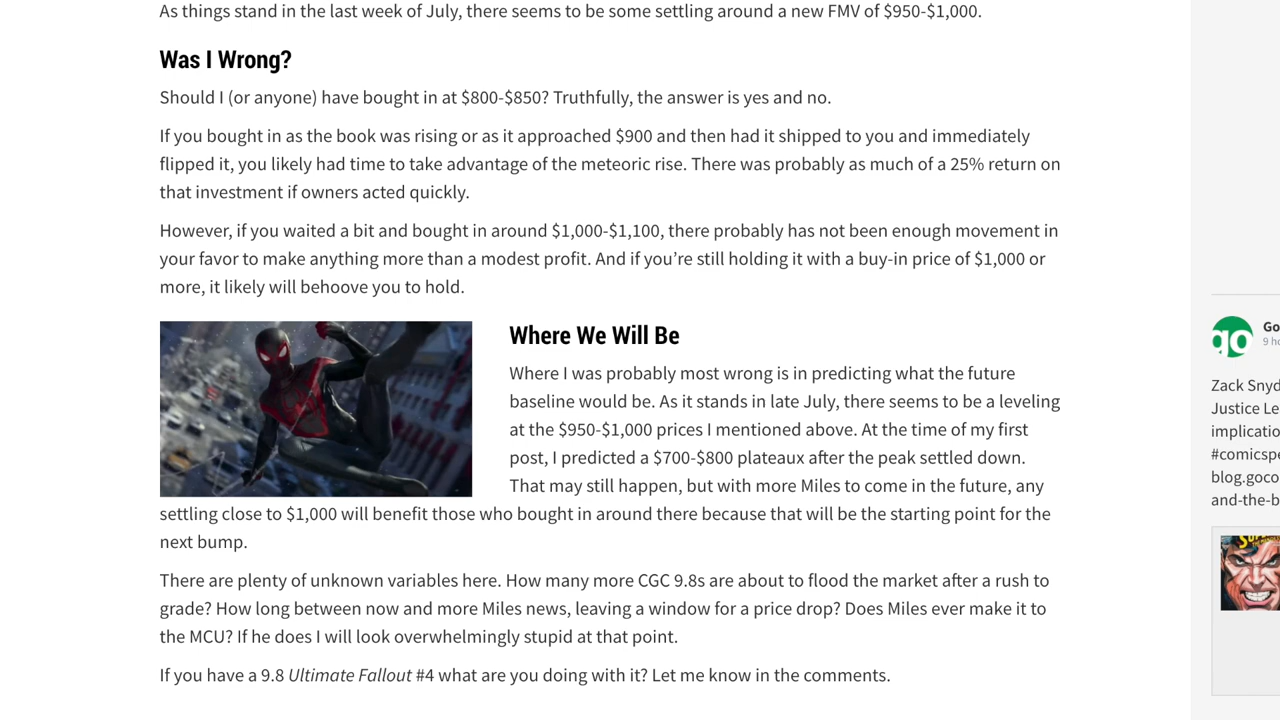 As things stand in the last week of July, there seems to be some settling around a new FMV of $950-$1,000.
Was I Wrong?
Should I (or anyone) have bought in at $800-$850? Truthfully, the answer is yes and no.
If you bought in as the book was rising or as it approached $900 and then had it shipped to you and immediately
flipped it, you likely had time to take advantage of the meteoric rise. There was probably as much of a 25% return on
that investment if owners acted quickly.
However, if you waited a bit and bought in around $1,000-$1,100, there probably has not been enough movement in
your favor to make anything more than a modest profit. And if you’re still holding it with a buy-in price of $1,000 or
more, it likely will behoove you to hold.
Where We Will Be
Where I was probably most wrong is in predicting what the future
baseline would be. As it stands in late July, there seems to be a leveling
at the $950-$1,000 prices I mentioned above. At the time of my first
post, I predicted a $700-$800 plateaux after the peak settled down.
That may still happen, but with more Miles to come in the future, any
settling close to $1,000 will benefit those who bought in around there because that will be the starting point for the
next bump.
There are plenty of unknown variables here. How many more CGC 9.8s are about to flood the market after a rush to
grade? How long between now and more Miles news, leaving a window for a price drop? Does Miles ever make it to
the MCU? If he does I will look overwhelmingly stupid at that point.
If you have a 9.8 Ultimate Fallout #4 what are you doing with it? Let me know in the comments.
go
Go
9 ho
Zack Snyd
Justice Le
implicatio
#comicspe
blog.goco
and-the-b